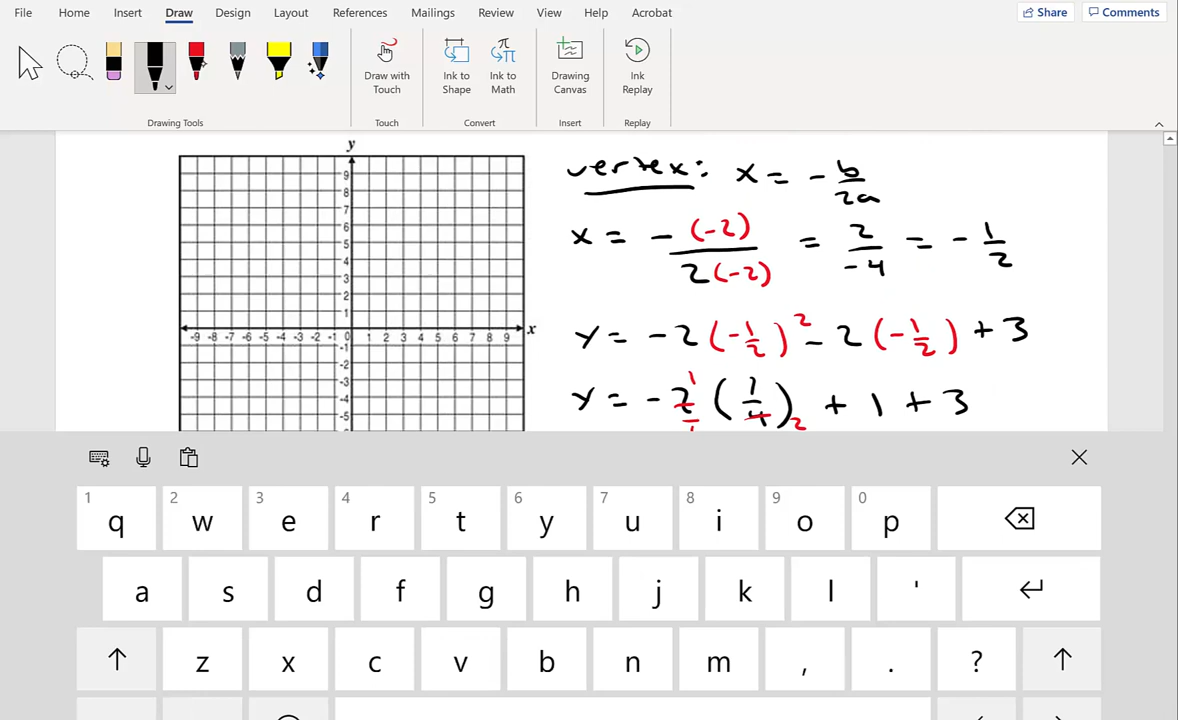 File Home Insert Draw Design Layout References Mailings Review View Help Acrobat Share Comments
Draw with Touch
Ink to Shape
Ink to Math
Drawing Canvas
Ink Replay
Drawing Tools Touch Convert Insert Replay
y
9
8
7
6
5
4
3
2
1
-9 -8 -7 -6 -5 -4 -3 -2 -1 0 1 2 3 4 5 6 7 8 9 x
-1
-2
-3
-4
-5
vertex: x = - b/2a
x = - (-2)/2(-2) = 2/-4 = - 1/2
y = -2(-1/2)² - 2(-1/2) + 3
y = -2/1 1 (1/4) 2 + 1 + 3
1 2 3 4 5 6 7 8 9 0
q w e r t y u i o p
a s d f g h j k l '
z x c v b n m , . ?